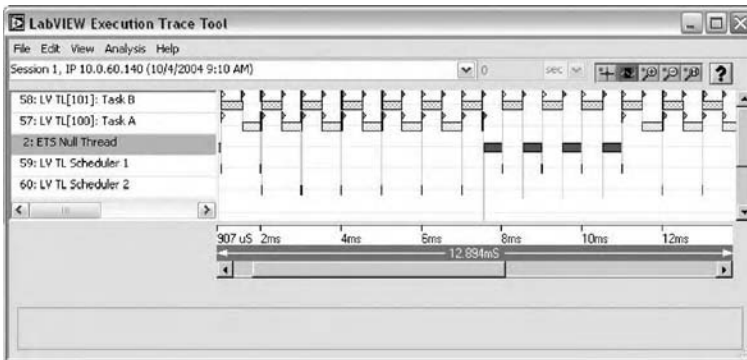 LabVIEW Execution Trace Tool
File Edit View Analysis Help
Session 1, IP 10.0.60.140 (10/4/2004 9:10 AM) 0 sec ?
58: LV TL[101]: Task B
57: LV TL[100]: Task A
2: ETS Null Thread
59: LV TL Scheduler 1
60: LV TL Scheduler 2
907 uS 2ms 4ms 6ms 8ms 10ms 12ms
12.894mS